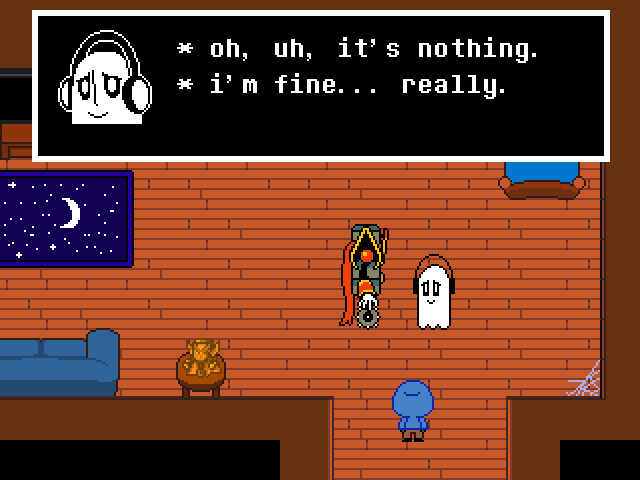 * oh, uh, it's nothing.
* i'm fine... really.